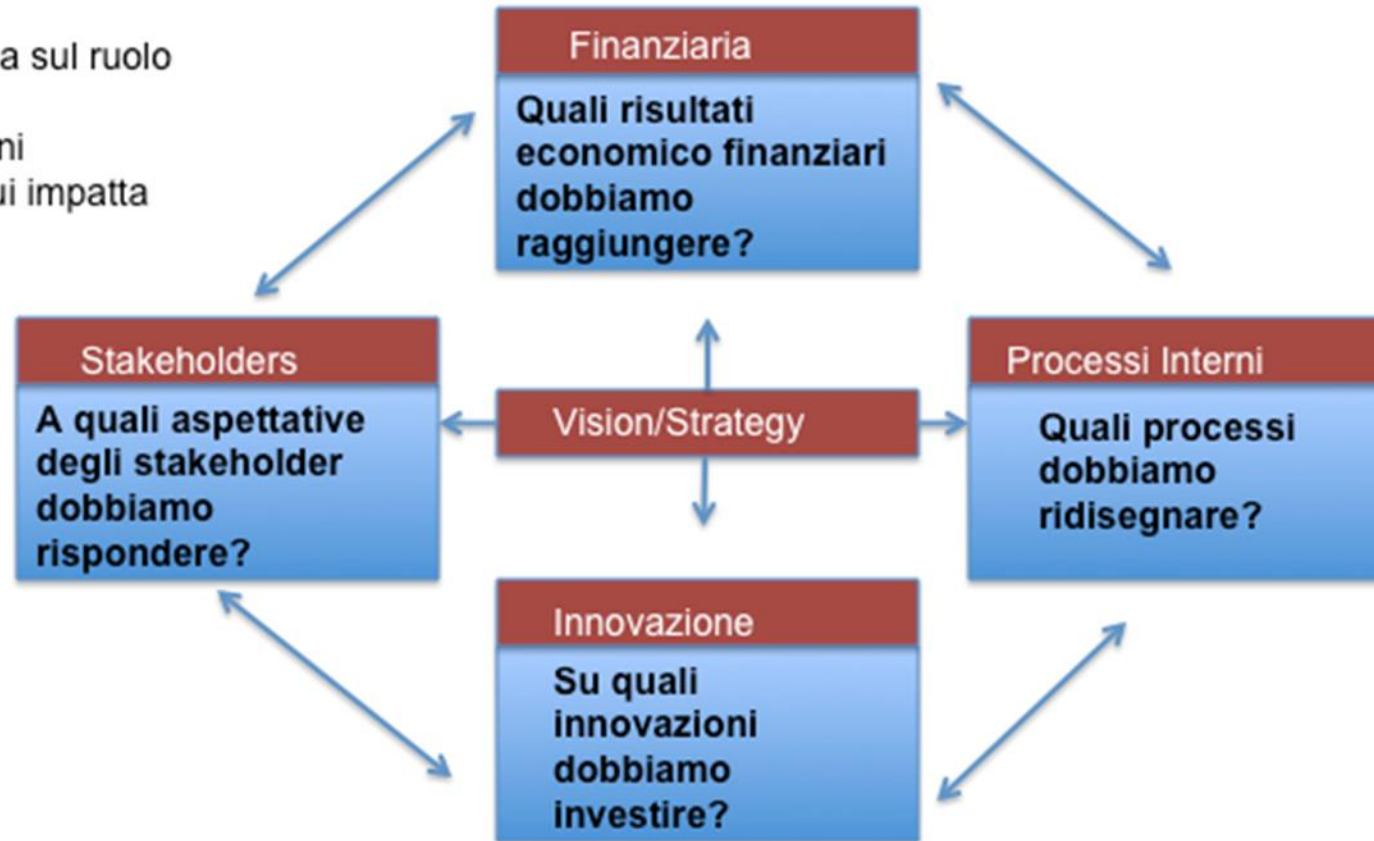 a sul ruolo
ni
ui impatta
Finanziaria
Quali risultati
economico finanziari
dobbiamo
raggiungere?
Stakeholders
A quali aspettative
degli stakeholder
dobbiamo
rispondere?
Vision/Strategy
Processi Interni
Quali processi
dobbiamo
ridisegnare?
Innovazione
Su quali
innovazioni
dobbiamo
investire?